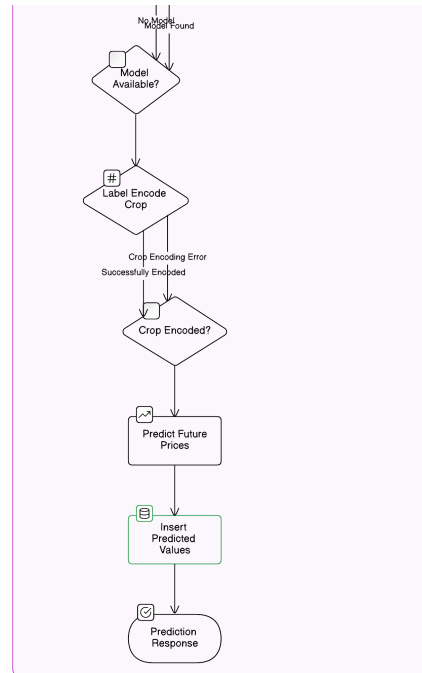 No Model
Model Found
Model
Available?
#
Label Encode
Crop
Crop Encoding Error
Successfully Encoded
Crop Encoded?
Predict Future
Prices
Insert
Predicted
Values
Prediction
Response